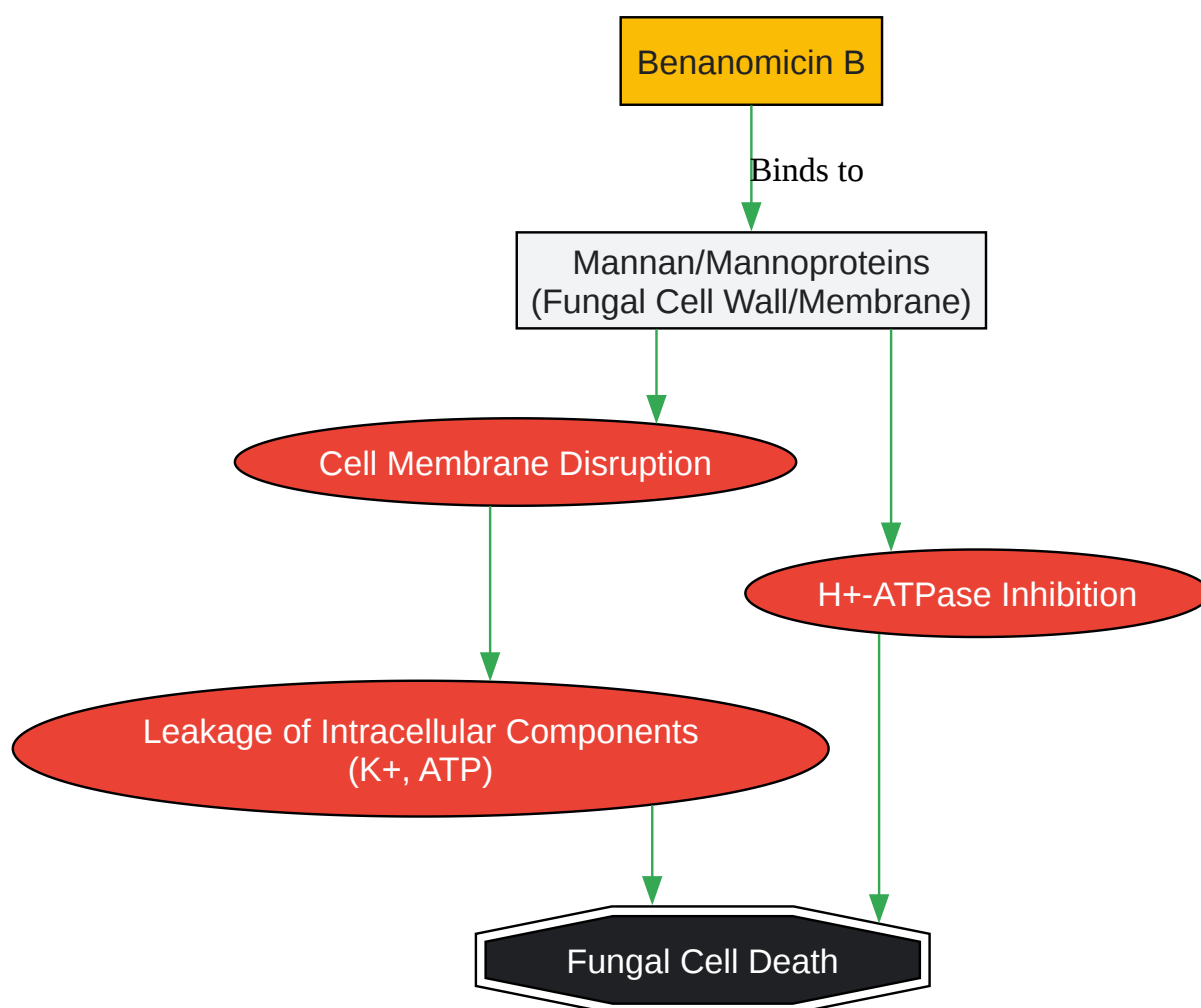 Benanomicin B
Binds to
Mannan/Mannoproteins
(Fungal Cell Wall/Membrane)
Cell Membrane Disruption
H+-ATPase Inhibition
Leakage of Intracellular Components
(K+, ATP)
Fungal Cell Death